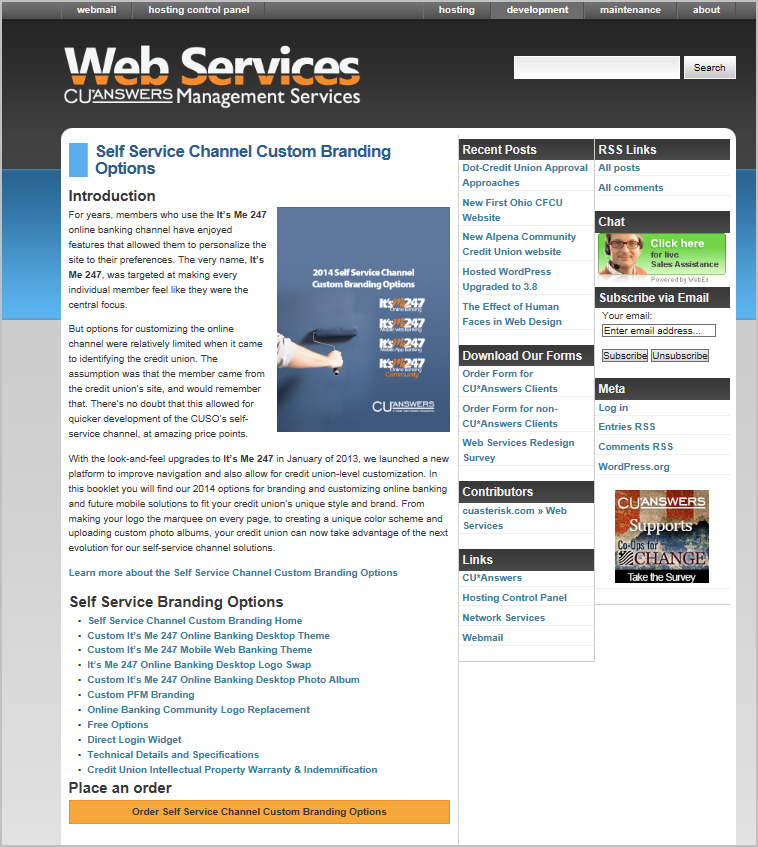 webmail
hosting control panel
hosting
development
maintenance
about
Web Services
CU*ANSWERS Management Services
Search
Self Service Channel Custom Branding
Options
Introduction
For years, members who use the It's Me 247
online banking channel have enjoyed
features that allowed them to personalize the
site to their preferences. The very name, It's
Me 247, was targeted at making every
individual member feel like they were the
central focus.
But options for customizing the online
channel were relatively limited when it came
to identifying the credit union. The
assumption was that the member came from
the credit union's site, and would remember
that. There's no doubt that this allowed for
quicker development of the CUSO's self-
service channel, at amazing price points.
2014 Self Service Channel
Custom Branding Options
It's Me 247
Online Banking
It's Me 247
Mobile Web Banking
It's Me 247
Mobile App Banking
It's Me 247
Online Banking
Community
CU*ANSWERS
With the look-and-feel upgrades to It's Me 247 in January of 2013, we launched a new
platform to improve navigation and also allow for credit union-level customization. In
this booklet you will find our 2014 options for branding and customizing online banking
and future mobile solutions to fit your credit union's unique style and brand. From
making your logo the marquee on every page, to creating a unique color scheme and
uploading custom photo albums, your credit union can now take advantage of the next
evolution for our self-service channel solutions.
Learn more about the Self Service Channel Custom Branding Options
Self Service Branding Options
• Self Service Channel Custom Branding Home
• Custom It's Me 247 Online Banking Desktop Theme
• Custom It's Me 247 Mobile Web Banking Theme
• It's Me 247 Online Banking Desktop Logo Swap
• Custom It's Me 247 Online Banking Desktop Photo Album
• Custom PFM Branding
• Online Banking Community Logo Replacement
• Free Options
• Direct Login Widget
• Technical Details and Specifications
• Credit Union Intellectual Property Warranty & Indemnification
Place an order
Order Self Service Channel Custom Branding Options
Recent Posts
Dot-Credit Union Approval
Approaches
New First Ohio CFCU
Website
New Alpena Community
Credit Union website
Hosted WordPress
Upgraded to 3.8
The Effect of Human
Faces in Web Design
Download Our Forms
Order Form for
CU*Answers Clients
Order Form for non-
CU*Answers Clients
Web Services Redesign
Survey
Contributors
cuasterisk.com » Web
Services
Links
CU*Answers
Hosting Control Panel
Network Services
Webmail
RSS Links
All posts
All comments
Chat
Click here
for live
Sales Assistance
Powered by WebEx
Subscribe via Email
Your email:
Enter email address...
Subscribe Unsubscribe
Meta
Log in
Entries RSS
Comments RSS
WordPress.org
CU*ANSWERS
Supports
Co-Ops for
CHANGE
Take the Survey